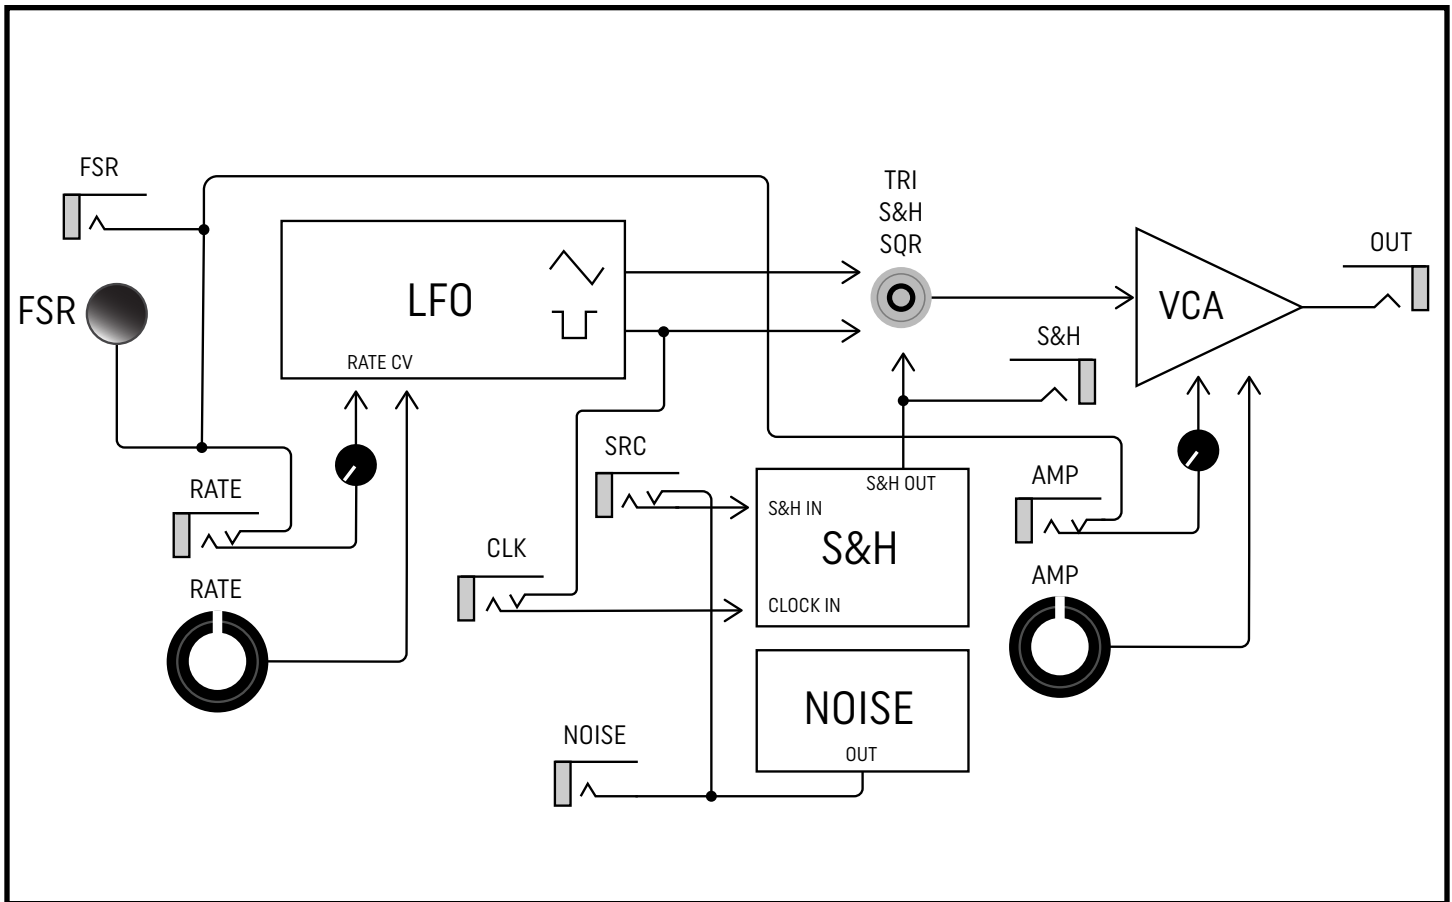 FSR
TRI
S&H
SQR
OUT
LFO
FSR
VCA
S&H
RATE CV
SRC
AMP
RATE
S&H OUT
S&H IN
CLK
S&H
RATE
AMP
CLOCK IN
NOISE
NOISE
OUT